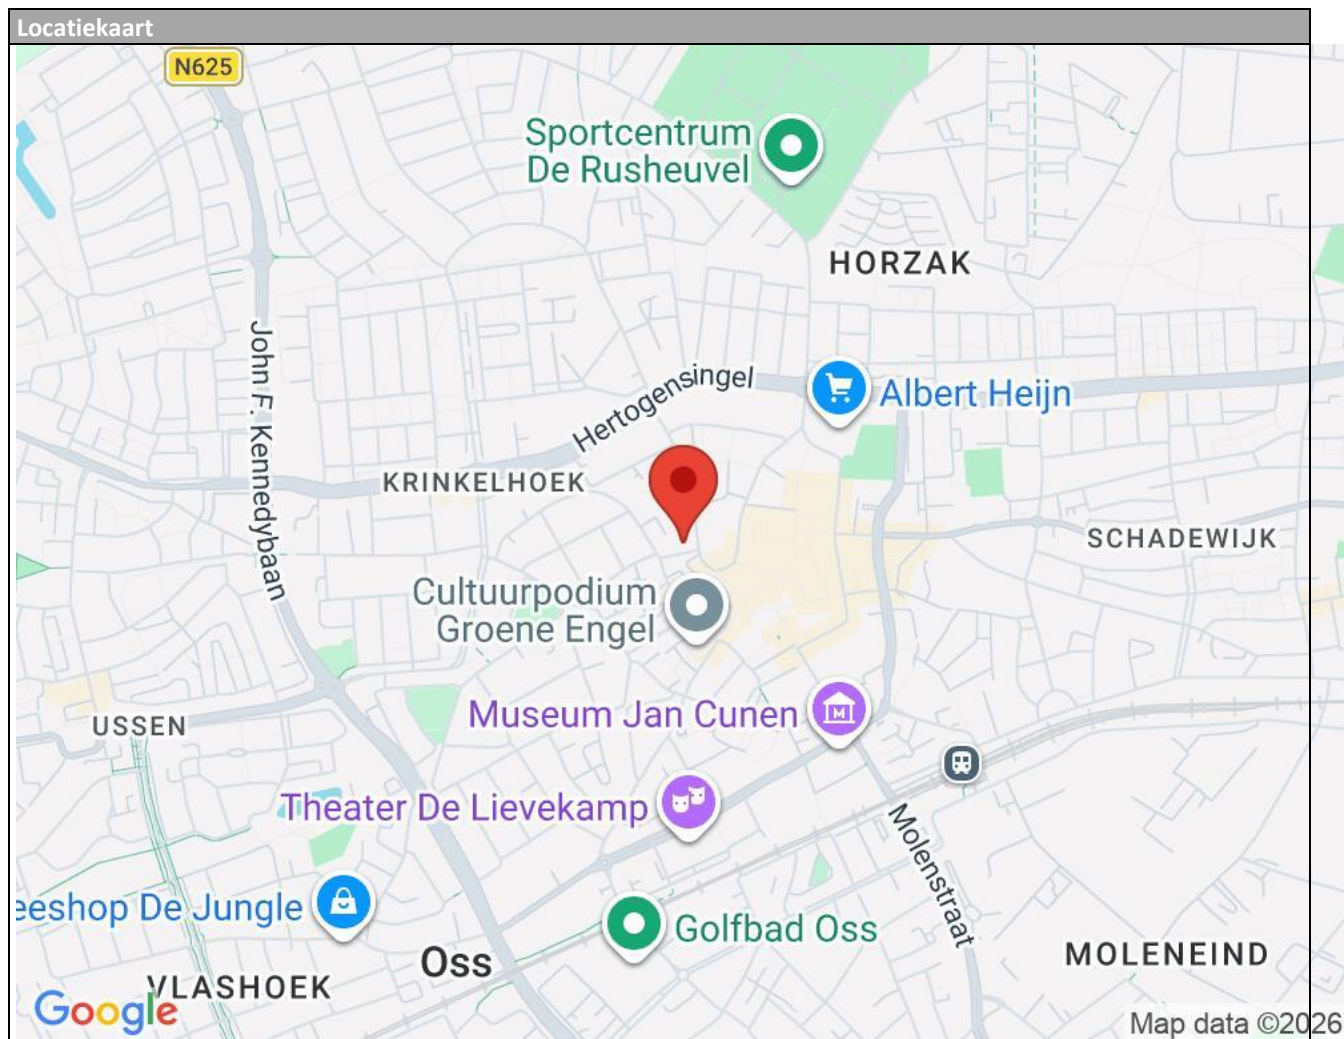 Locatiekaart
N625
Sportcentrum
De Rusheuvel
HORZAK
John F. Kennedybaan
Hertogensingel
Albert Heijn
KRINKELHOEK
SCHADEWIJK
Cultuurpodium
Groene Engel
USSEN
Museum Jan Cunen
Theater De Lievekamp
Molenstraat
eeshop De Jungle
Golfbad Oss
Oss
MOLENEIND
VLASHOEK
Google
Map data ©2026